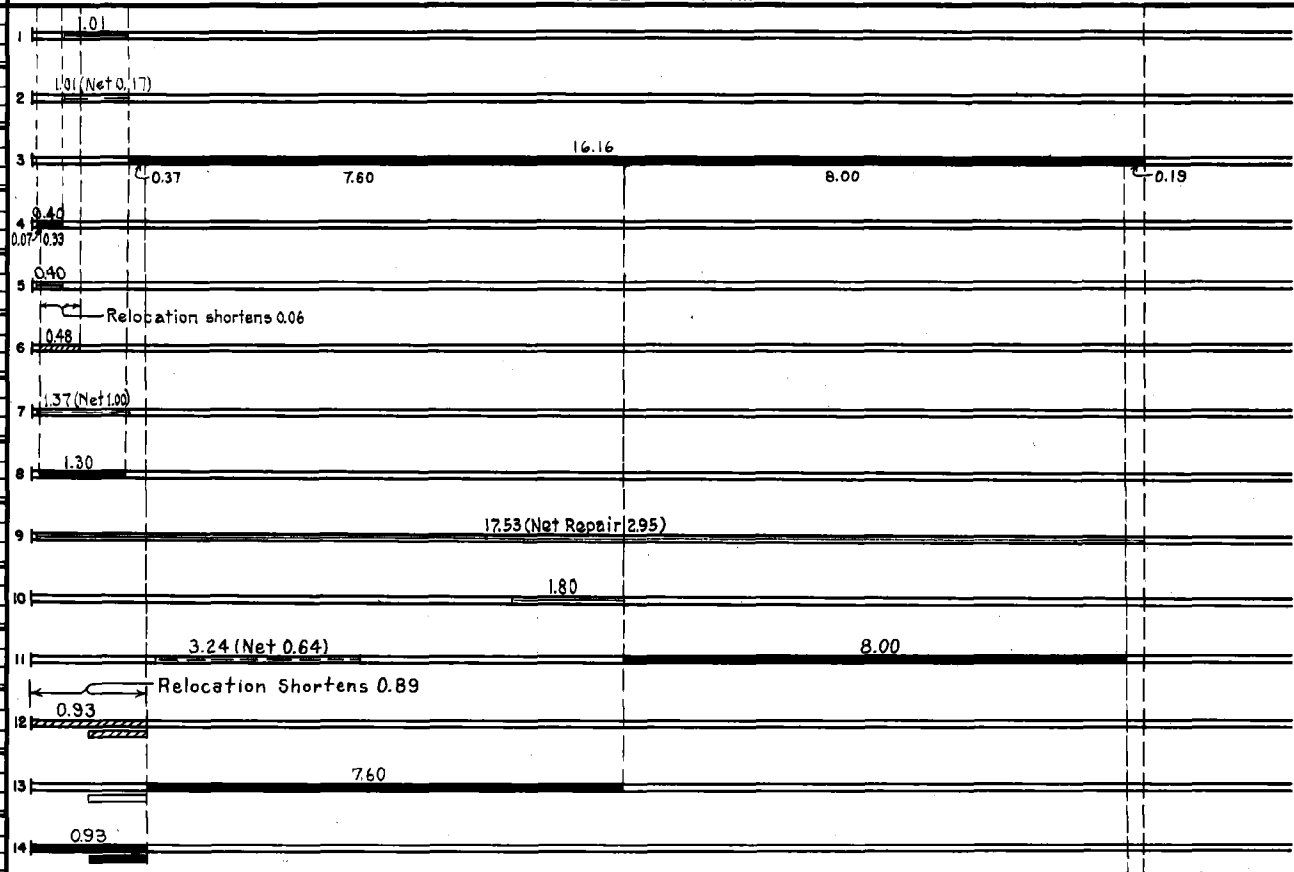 1 1.01
2 1.01 (Net 0.17)
3 16.16
0.37 7.60 8.00 0.19
4 0.40
0.07 0.33
5 0.40
Relocation shortens 0.06
6 0.48
7 1.37 (Net 1.00)
8 1.30
9 17.53 (Net Repair 2.95)
10 1.80
11 3.24 (Net 0.64) 8.00
Relocation Shortens 0.89
12 0.93
13 7.60
14 0.93